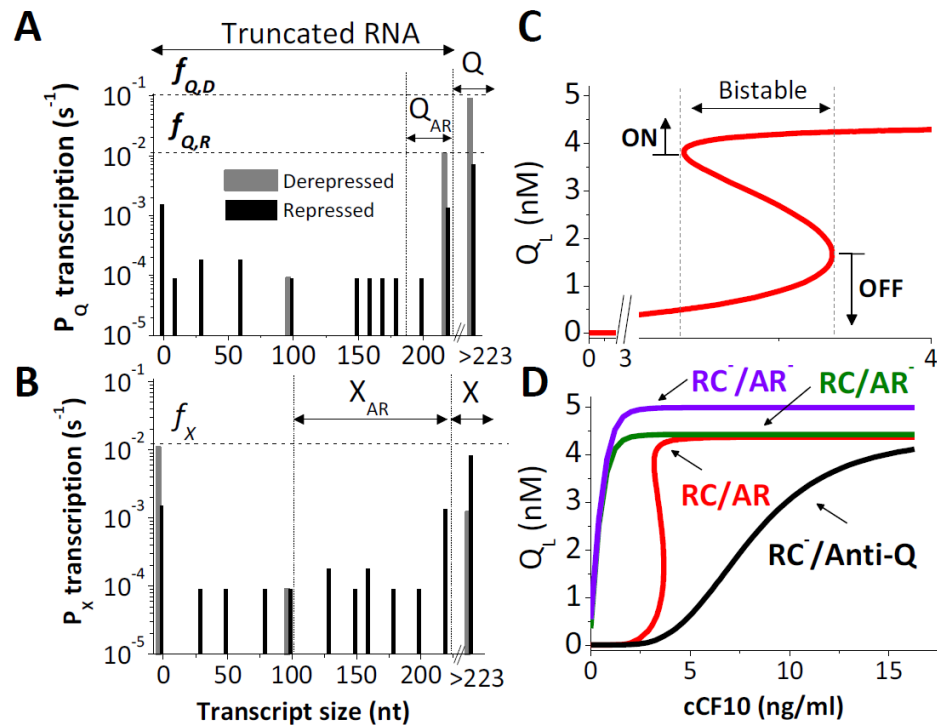 A
Truncated RNA
f_Q,D
Q
10^-1
f_Q,R
Q_AR
10^-2
Derepressed
Repressed
10^-3
10^-4
10^-5
P_Q transcription (s^-1)
0 50 100 150 200 >223
B
X_AR
X
10^-1
f_X
10^-2
10^-3
10^-4
10^-5
P_X transcription (s^-1)
0 50 100 150 200
>223
Transcript size (nt)
C
Bistable
5
ON
4
3
2
1
OFF
0
Q_L (nM)
0 3 4
D
RC^-/AR^-
RC/AR^-
5
4
RC/AR
3
RC^-/Anti-Q
2
1
0
Q_L (nM)
0 5 10 15
cCF10 (ng/ml)